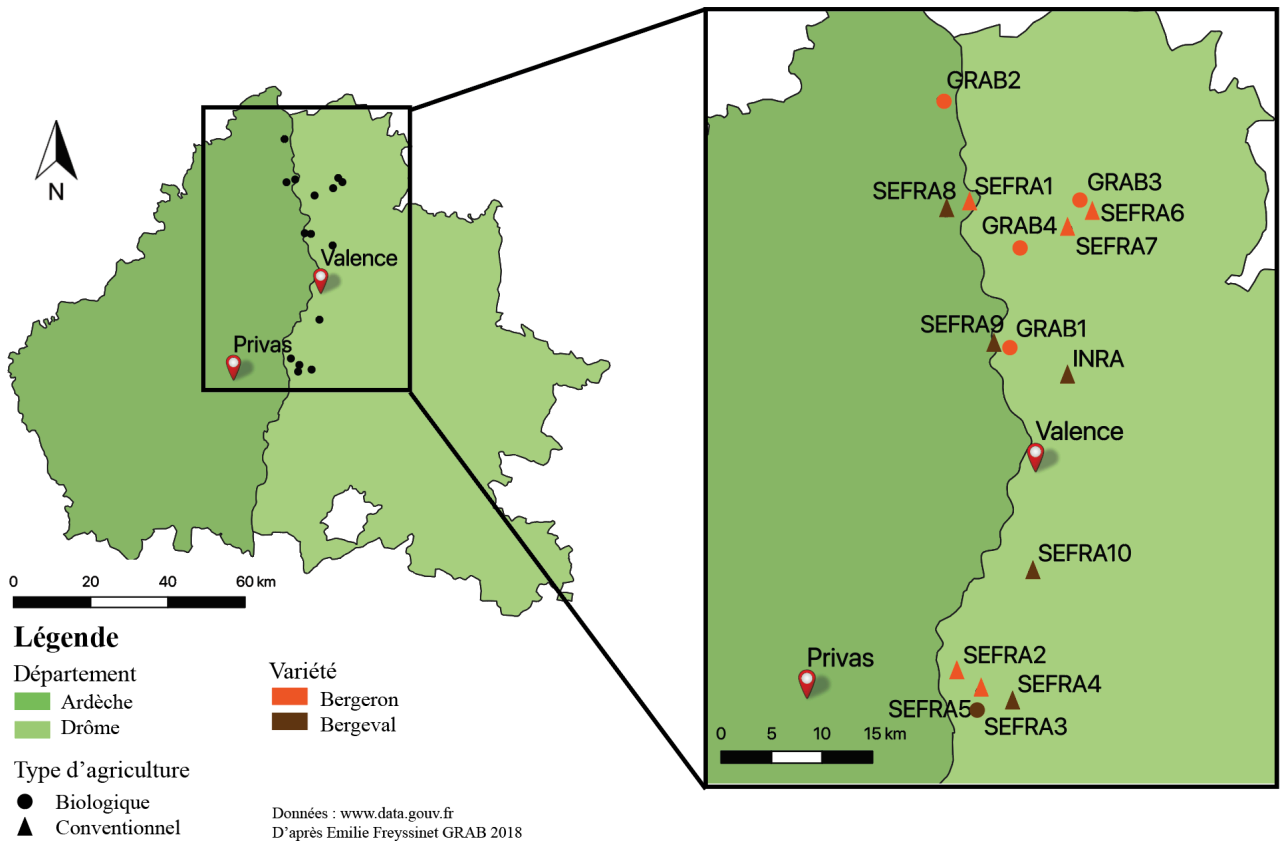 N
Valence
Privas
0 20 40 60 km
Légende
Département
Ardèche
Drôme
Variété
Bergeron
Bergeval
Type d’agriculture
Biologique
Conventionnel
Données : www.data.gouv.fr
D’après Emilie Freyssinet GRAB 2018
GRAB2
SEFRA8
SEFRA1
GRAB3
SEFRA6
GRAB4
SEFRA7
SEFRA9
GRAB1
INRA
Valence
SEFRA10
Privas
SEFRA2
SEFRA4
SEFRA5
SEFRA3
0 5 10 15 km